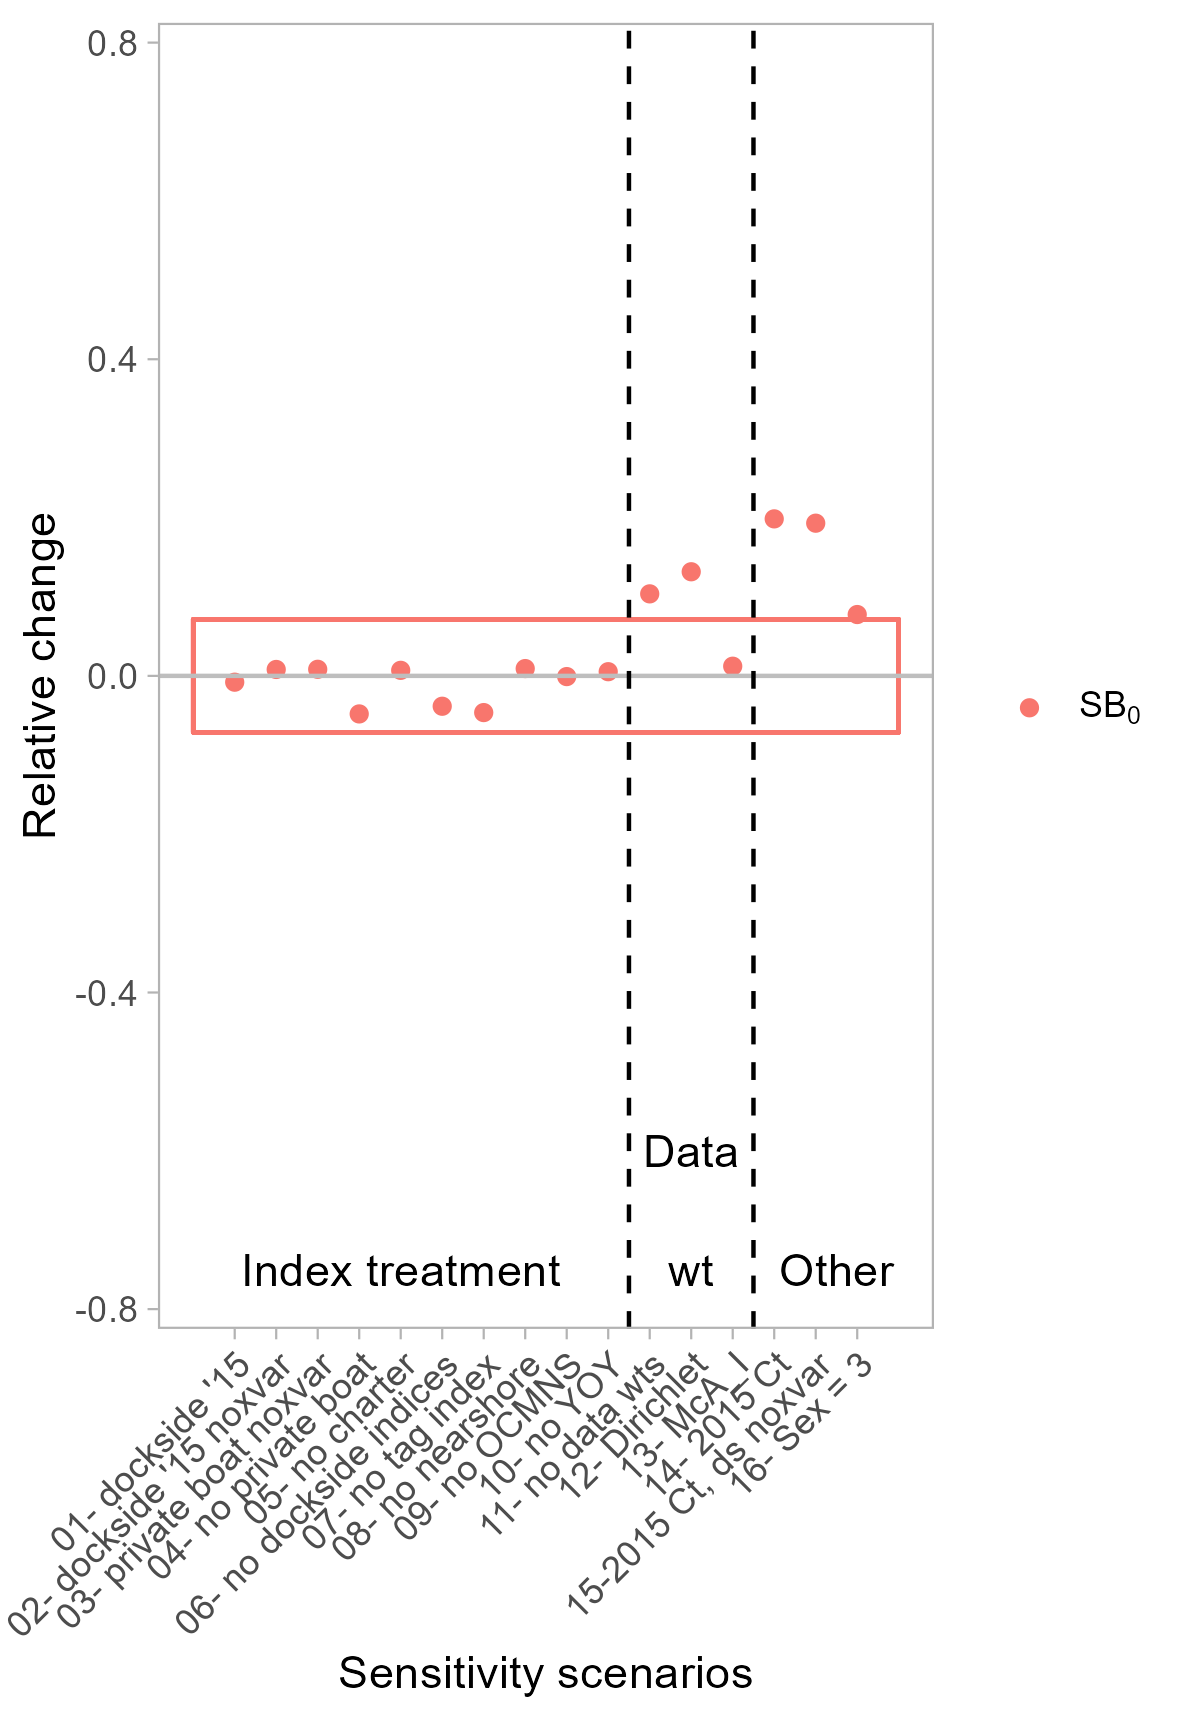 0.8
0.4
0.0
-0.4
-0.8
Relative change
Data
wt
Index treatment
Other
SB₀
01- dockside '15
02- dockside '15 noxvar
03- private boat noxvar
04- no private boat
05- no charter
06- no dockside indices
07- no tag index
08- no nearshore
09- no OCMNS
10- no YOY
11- no data wts
12- Dirichlet
13- McA_I
14- 2015 Ct
15-2015 Ct, ds noxvar
16- Sex = 3
Sensitivity scenarios